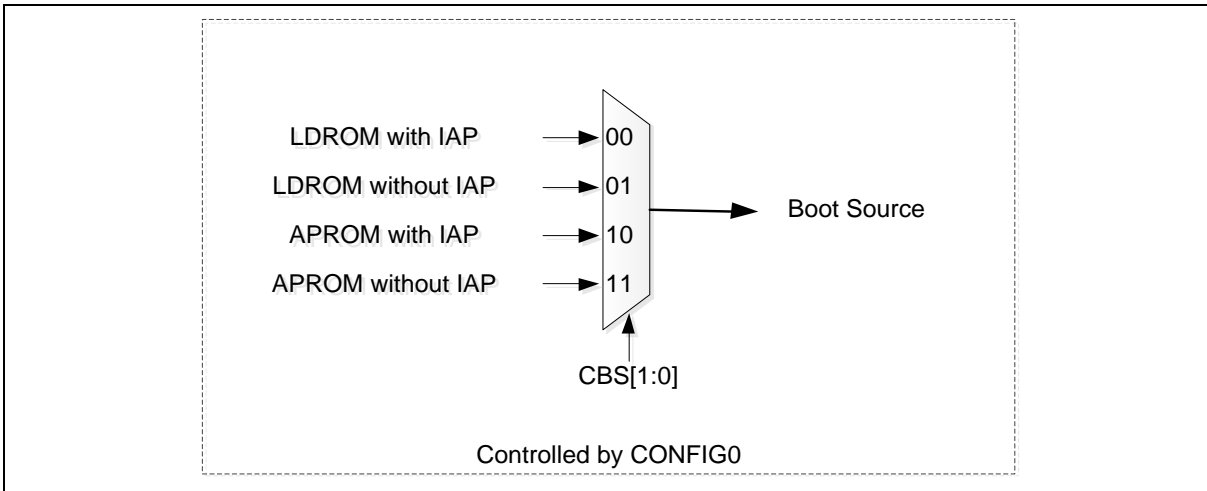 LDROM with IAP
00
LDROM without IAP
01
APROM with IAP
10
APROM without IAP
11
Boot Source
CBS[1:0]
Controlled by CONFIG0